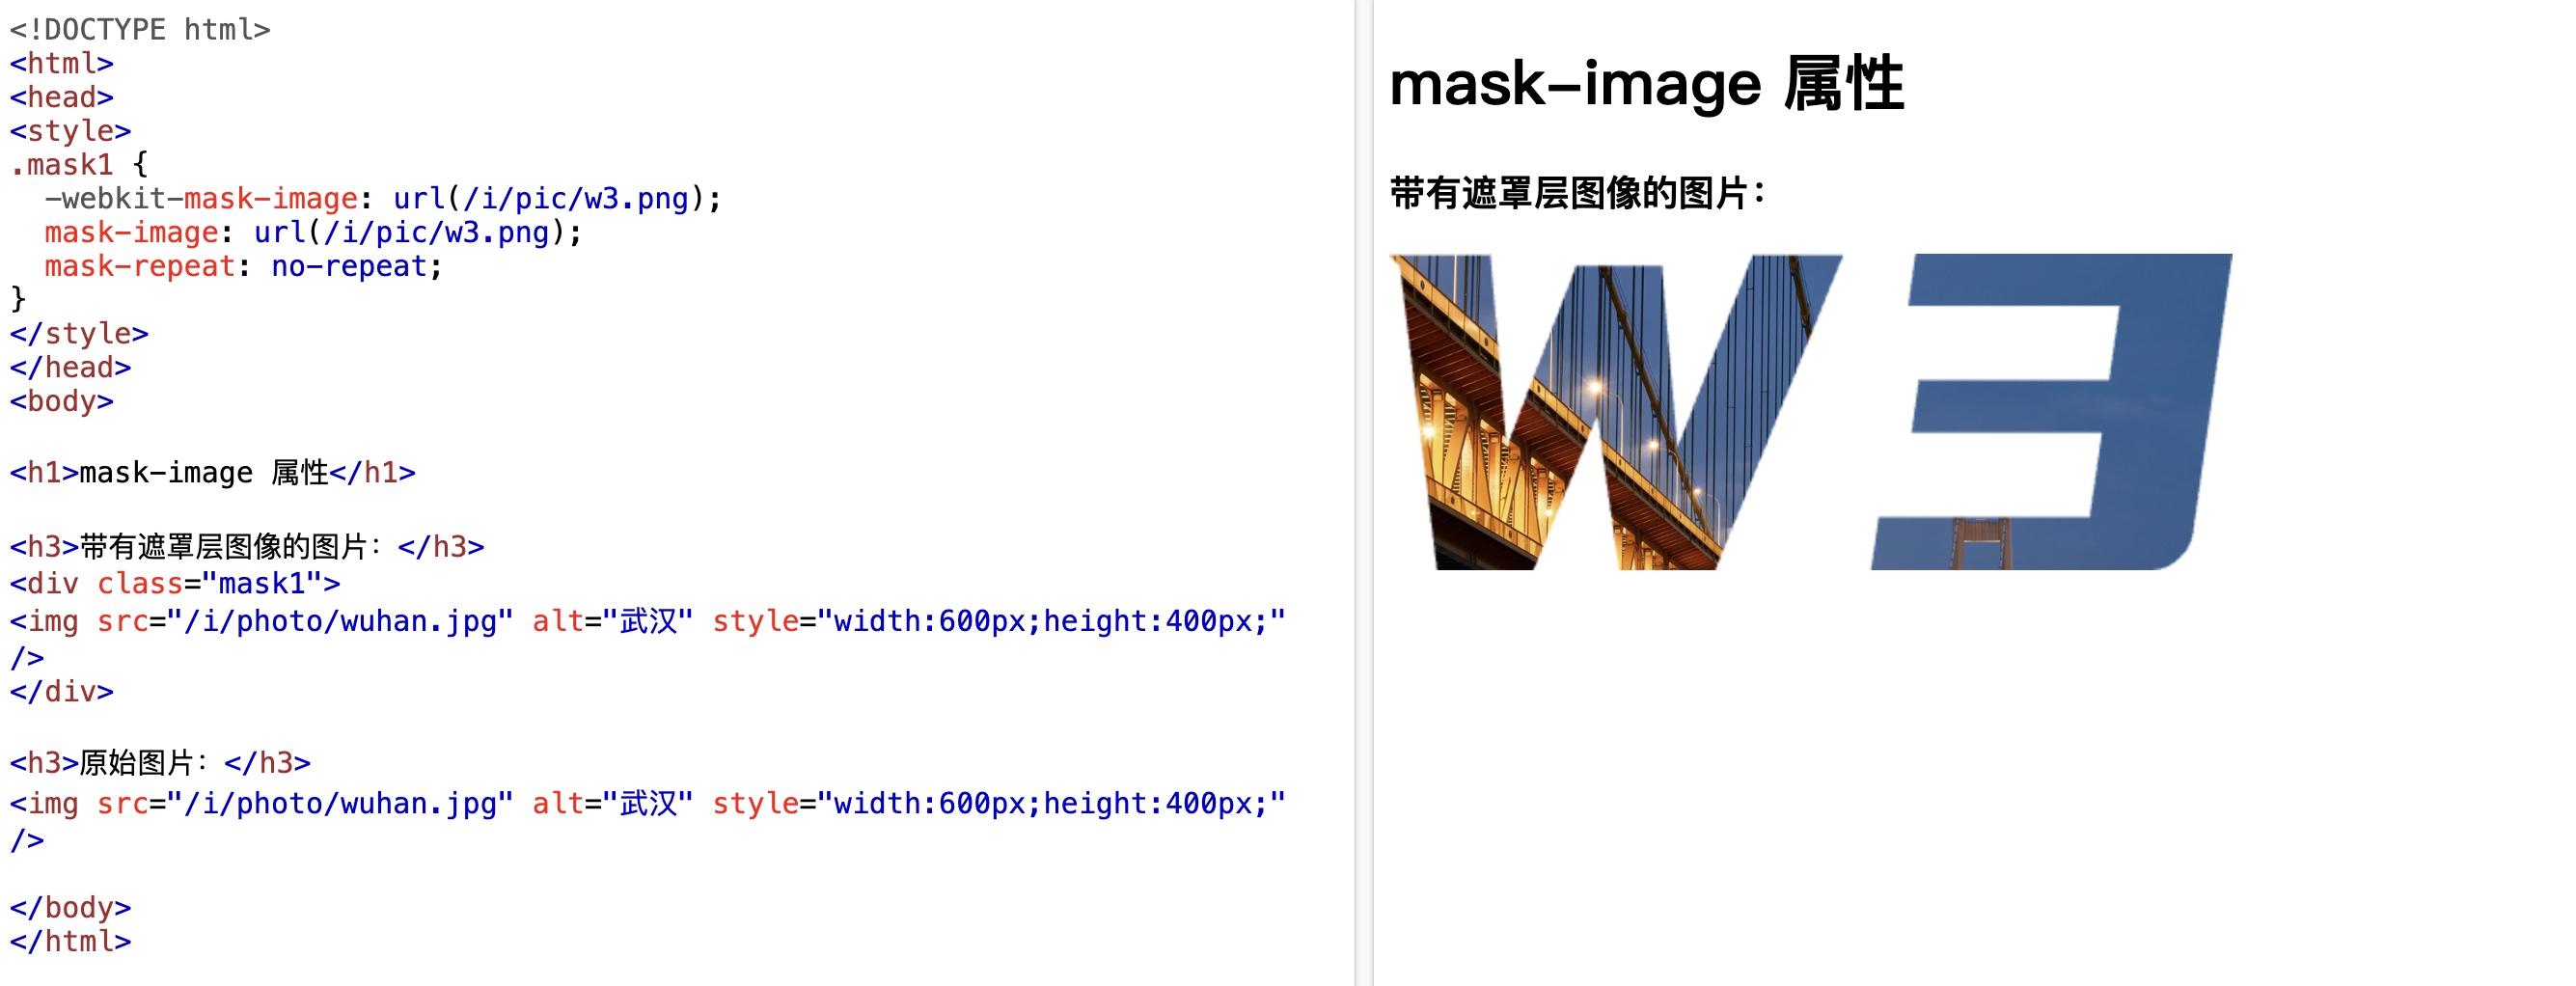 <!DOCTYPE html>
<html>
<head>
<style>
.mask1 {
  -webkit-mask-image: url(/i/pic/w3.png);
  mask-image: url(/i/pic/w3.png);
  mask-repeat: no-repeat;
}
</style>
</head>
<body>

<h1>mask-image 属性</h1>

<h3>带有遮罩层图像的图片：</h3>
<div class="mask1">
<img src="/i/photo/wuhan.jpg" alt="武汉" style="width:600px;height:400px;"
/>
</div>

<h3>原始图片：</h3>
<img src="/i/photo/wuhan.jpg" alt="武汉" style="width:600px;height:400px;"
/>

</body>
</html>
mask-image 属性
带有遮罩层图像的图片：
W3